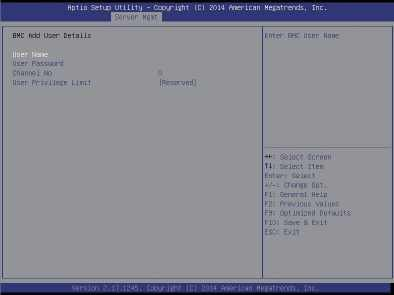 Aptio Setup Utility - Copyright (C) 2014 American Megatrends, Inc.
Server Mgmt
BMC Add User Details
Enter BMC User Name
User Name
User Password
Channel No 0
User Privilege Limit [Reserved]
→←: Select Screen
↑↓: Select Item
Enter: Select
+/-: Change Opt.
F1: General Help
F2: Previous Values
F9: Optimized Defaults
F10: Save & Exit
ESC: Exit
Version 2.17.1245. Copyright (C) 2014 American Megatrends, Inc.